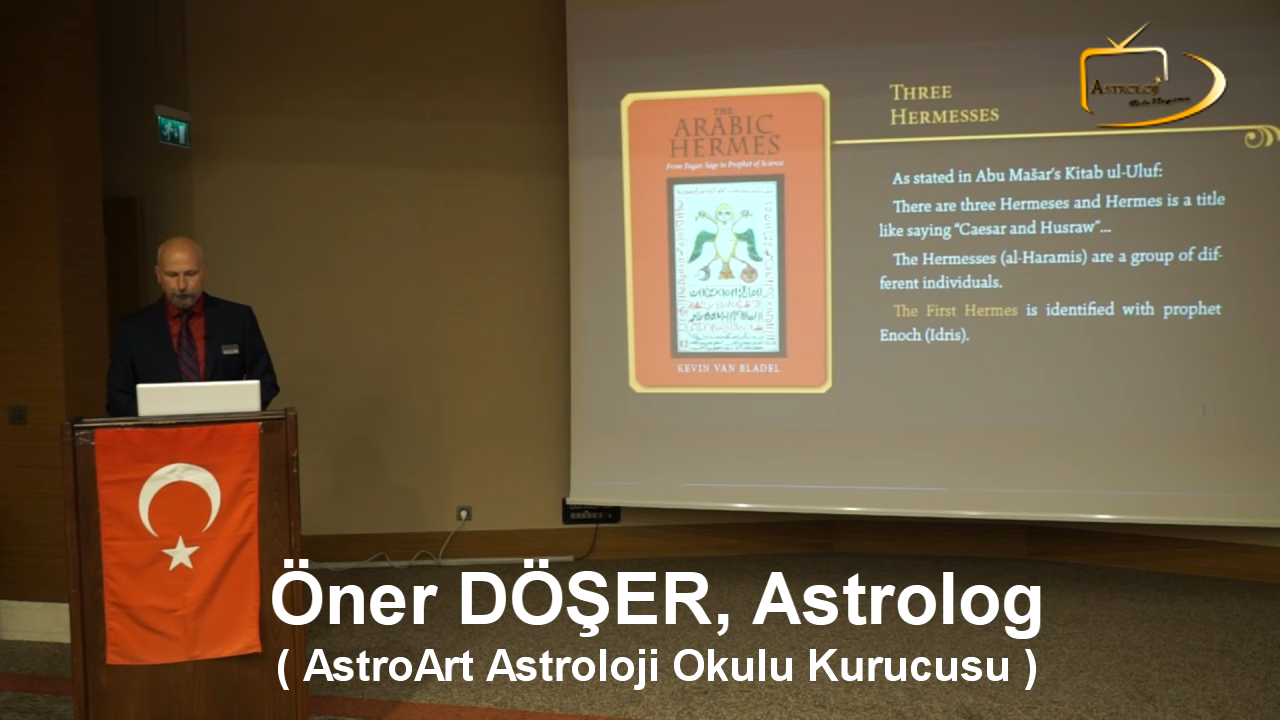 ASTROLOJİ
THREE
HERMESSES
THE
ARABIC
HERMES
From Pagan Sage to Prophet of Science
KEVIN VAN BLADEL
As stated in Abu Mašar's Kitab ul-Uluf:
There are three Hermeses and Hermes is a title
like saying “Caesar and Husraw”...
The Hermesses (al-Haramis) are a group of dif-
ferent individuals.
The First Hermes is identified with prophet
Enoch (Idris).
Öner DÖŞER, Astrolog
( AstroArt Astroloji Okulu Kurucusu )